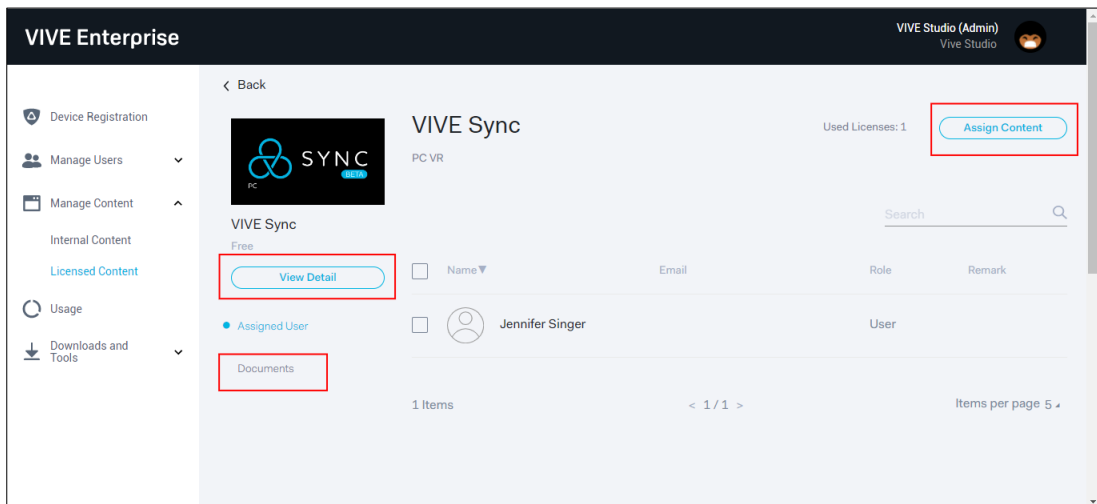 VIVE Enterprise
VIVE Studio (Admin)
Vive Studio
Device Registration
Manage Users
Manage Content
Internal Content
Licensed Content
Usage
Downloads and
Tools
Back
SYNC
BETA
PC
VIVE Sync
Free
View Detail
Assigned User
Documents
VIVE Sync
PC VR
Used Licenses: 1
Assign Content
Search
Name▼ Email Role Remark
Jennifer Singer User
1 Items < 1 / 1 > Items per page 5